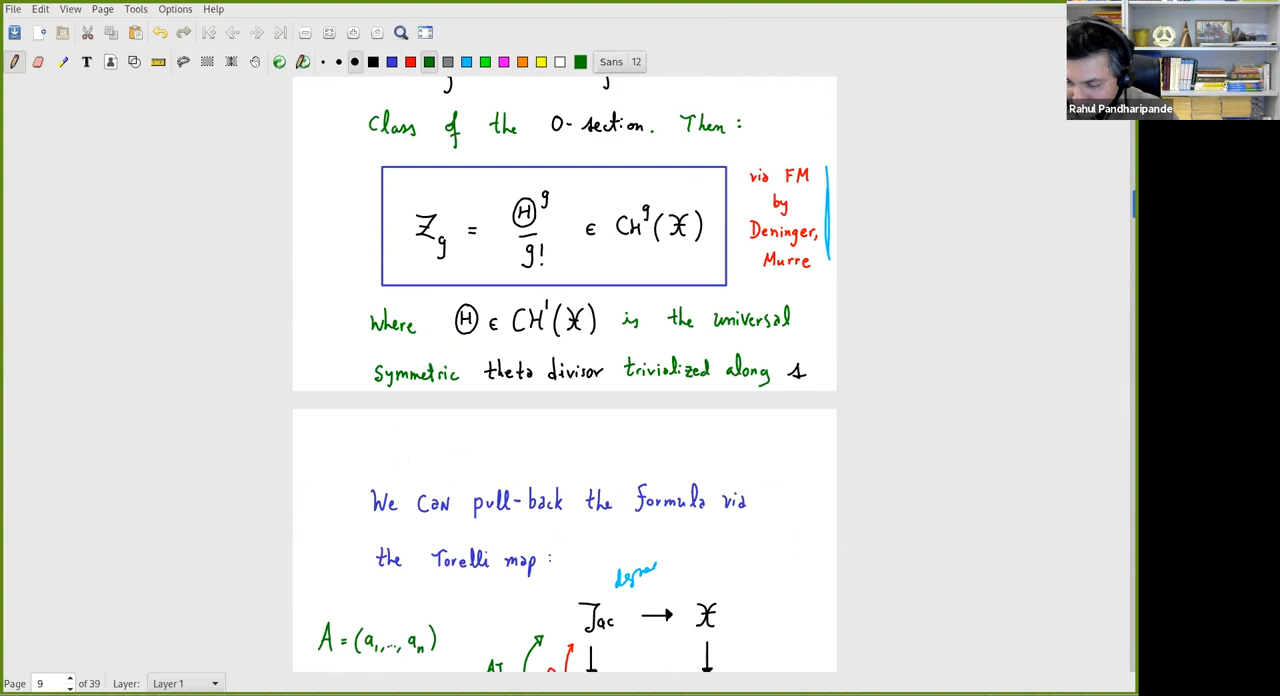 File Edit View Page Tools Options Help
T
Sans 12
Rahul Pandharipande
Class of the 0-section. Then:
Z_g = Ⓗ^g / g! ∈ CH^g(X)
via FM
by
Deninger,
Murre
Where Ⓗ ∈ CH^1(X) is the universal
symmetric theta divisor trivialized along s
We can pull-back the formula via
the Torelli map:
Jac → X
A = (a_1, ..., a_n)
AJ
Page 9 of 39 Layer: Layer 1